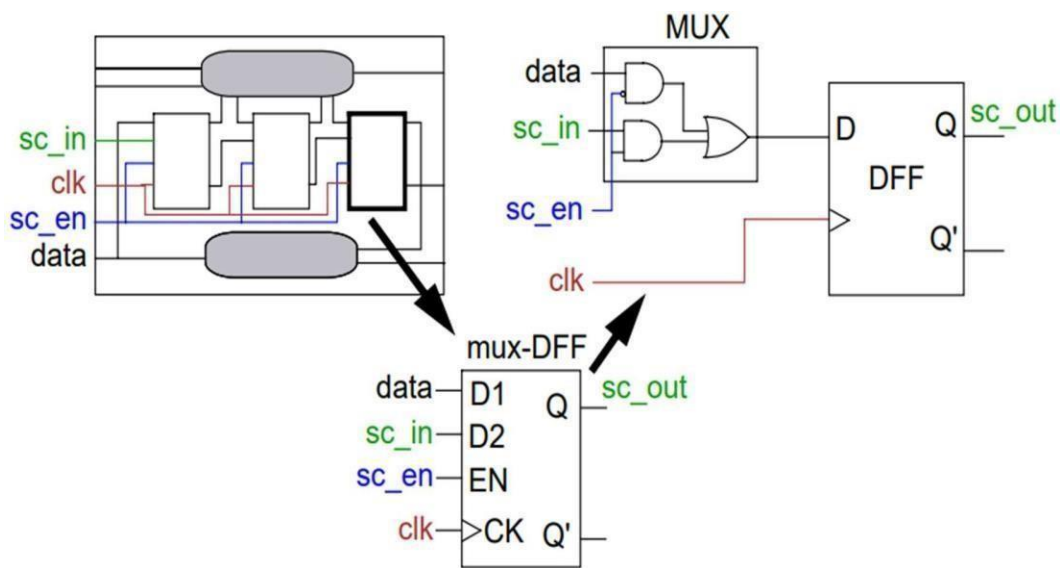 sc_in
clk
sc_en
data
MUX
data
sc_in
sc_en
clk
D
Q
DFF
Q'
sc_out
mux-DFF
data
sc_in
sc_en
clk
D1
D2
EN
CK
Q
Q'
sc_out